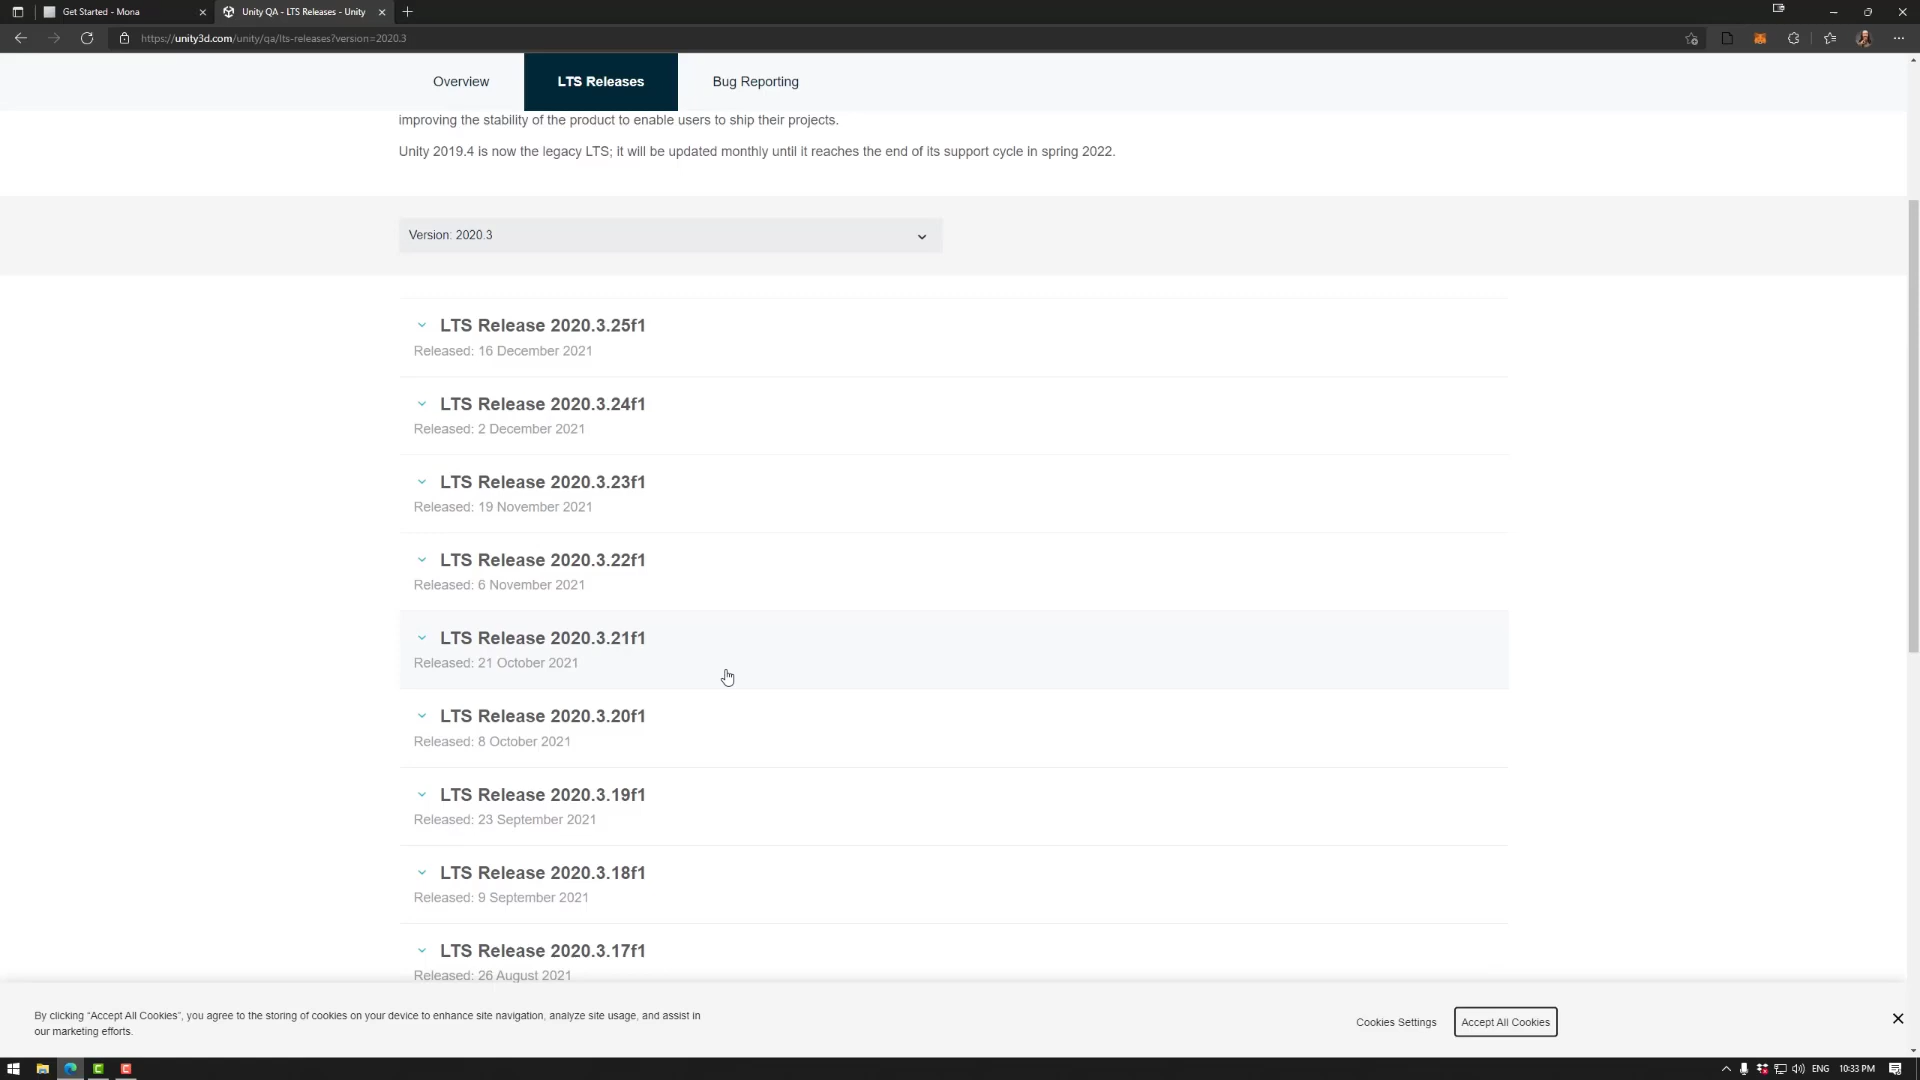 Get Started - Mona
Unity QA - LTS Releases - Unity
https://unity3d.com/unity/qa/lts-releases?version=2020.3
Overview
LTS Releases
Bug Reporting
improving the stability of the product to enable users to ship their projects.
Unity 2019.4 is now the legacy LTS; it will be updated monthly until it reaches the end of its support cycle in spring 2022.
Version: 2020.3
LTS Release 2020.3.25f1
Released: 16 December 2021
LTS Release 2020.3.24f1
Released: 2 December 2021
LTS Release 2020.3.23f1
Released: 19 November 2021
LTS Release 2020.3.22f1
Released: 6 November 2021
LTS Release 2020.3.21f1
Released: 21 October 2021
LTS Release 2020.3.20f1
Released: 8 October 2021
LTS Release 2020.3.19f1
Released: 23 September 2021
LTS Release 2020.3.18f1
Released: 9 September 2021
LTS Release 2020.3.17f1
Released: 26 August 2021
By clicking “Accept All Cookies”, you agree to the storing of cookies on your device to enhance site navigation, analyze site usage, and assist in
our marketing efforts.
Cookies Settings
Accept All Cookies
ENG
10:33 PM